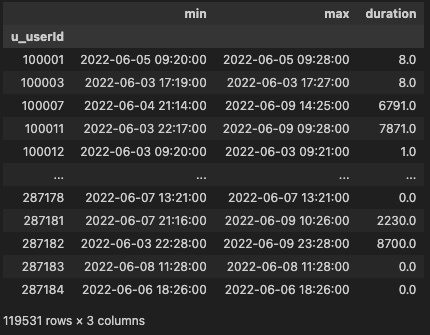 min max duration
u_userId
100001 2022-06-05 09:20:00 2022-06-05 09:28:00 8.0
100003 2022-06-03 17:19:00 2022-06-03 17:27:00 8.0
100007 2022-06-04 21:14:00 2022-06-09 14:25:00 6791.0
100011 2022-06-03 22:17:00 2022-06-09 09:28:00 7871.0
100012 2022-06-03 09:20:00 2022-06-03 09:21:00 1.0
... ... ... ...
287178 2022-06-07 13:21:00 2022-06-07 13:21:00 0.0
287181 2022-06-07 21:16:00 2022-06-09 10:26:00 2230.0
287182 2022-06-03 22:28:00 2022-06-09 23:28:00 8700.0
287183 2022-06-08 11:28:00 2022-06-08 11:28:00 0.0
287184 2022-06-06 18:26:00 2022-06-06 18:26:00 0.0
119531 rows × 3 columns